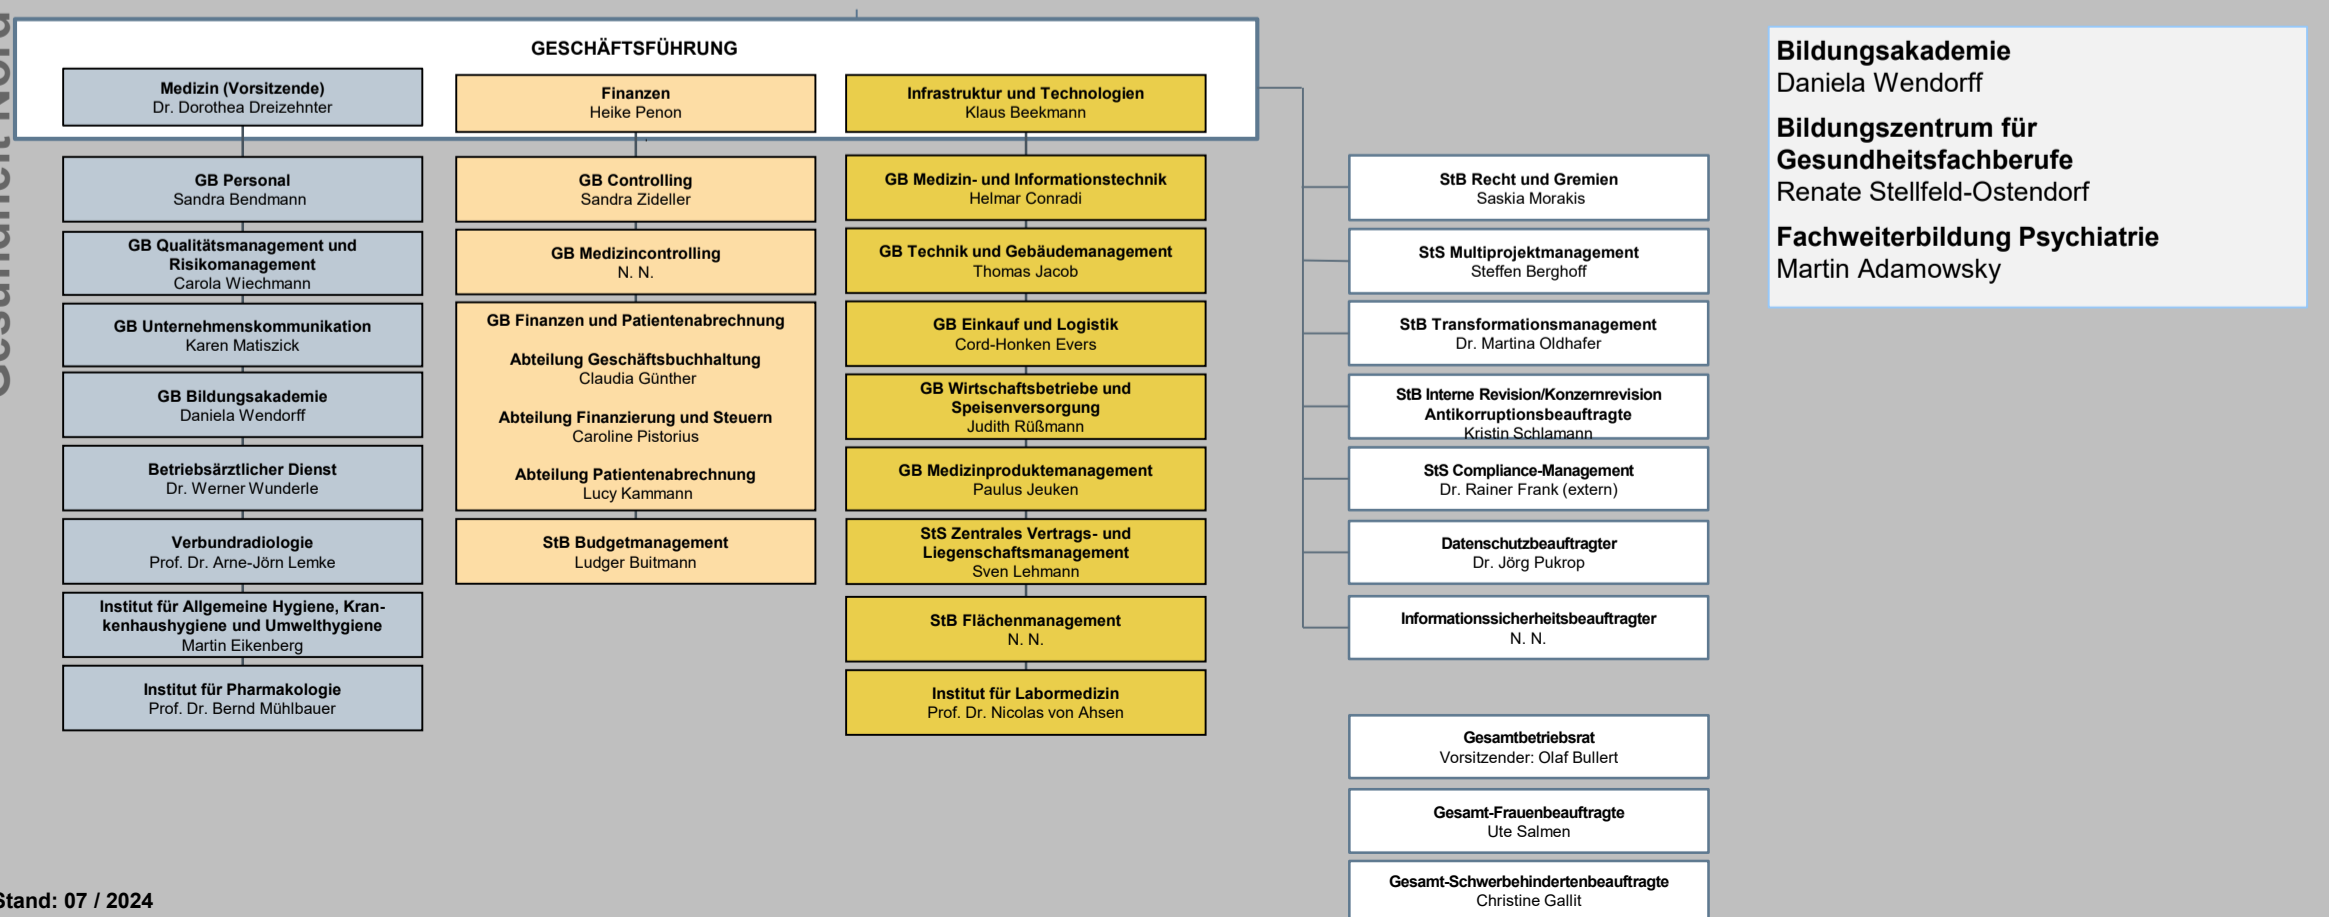 GESCHÄFTSFÜHRUNG
Medizin (Vorsitzende)
Dr. Dorothea Dreizehnter
Finanzen
Heike Penon
Infrastruktur und Technologien
Klaus Beekmann
GB Personal
Sandra Bendmann
GB Qualitätsmanagement und
Risikomanagement
Carola Wiechmann
GB Unternehmenskommunikation
Karen Matiszick
GB Bildungsakademie
Daniela Wendorff
Betriebsärztlicher Dienst
Dr. Werner Wunderle
Verbundradiologie
Prof. Dr. Arne-Jörn Lemke
Institut für Allgemeine Hygiene, Kran-
kenhaushygiene und Umwelthygiene
Martin Eikenberg
Institut für Pharmakologie
Prof. Dr. Bernd Mühlbauer
GB Controlling
Sandra Zideller
GB Medizincontrolling
N. N.
GB Finanzen und Patientenabrechnung
Abteilung Geschäftsbuchhaltung
Claudia Günther
Abteilung Finanzierung und Steuern
Caroline Pistorius
Abteilung Patientenabrechnung
Lucy Kammann
StB Budgetmanagement
Ludger Buitmann
GB Medizin- und Informationstechnik
Helmar Conradi
GB Technik und Gebäudemanagement
Thomas Jacob
GB Einkauf und Logistik
Cord-Honken Evers
GB Wirtschaftsbetriebe und
Speisenversorgung
Judith Rüßmann
GB Medizinproduktemanagement
Paulus Jeuken
StS Zentrales Vertrags- und
Liegenschaftsmanagement
Sven Lehmann
StB Flächenmanagement
N. N.
Institut für Labormedizin
Prof. Dr. Nicolas von Ahsen
StB Recht und Gremien
Saskia Morakis
StS Multiprojektmanagement
Steffen Berghoff
StB Transformationsmanagement
Dr. Martina Oldhafer
StB Interne Revision/Konzernrevision
Antikorruptionsbeauftragte
Kristin Schlamann
StS Compliance-Management
Dr. Rainer Frank (extern)
Datenschutzbeauftragter
Dr. Jörg Pukrop
Informationssicherheitsbeauftragter
N. N.
Gesamtbetriebsrat
Vorsitzender: Olaf Bullert
Gesamt-Frauenbeauftragte
Ute Salmen
Gesamt-Schwerbehindertenbeauftragte
Christine Gallit
Bildungsakademie
Daniela Wendorff
Bildungszentrum für
Gesundheitsfachberufe
Renate Stellfeld-Ostendorf
Fachweiterbildung Psychiatrie
Martin Adamowsky
Stand: 07 / 2024